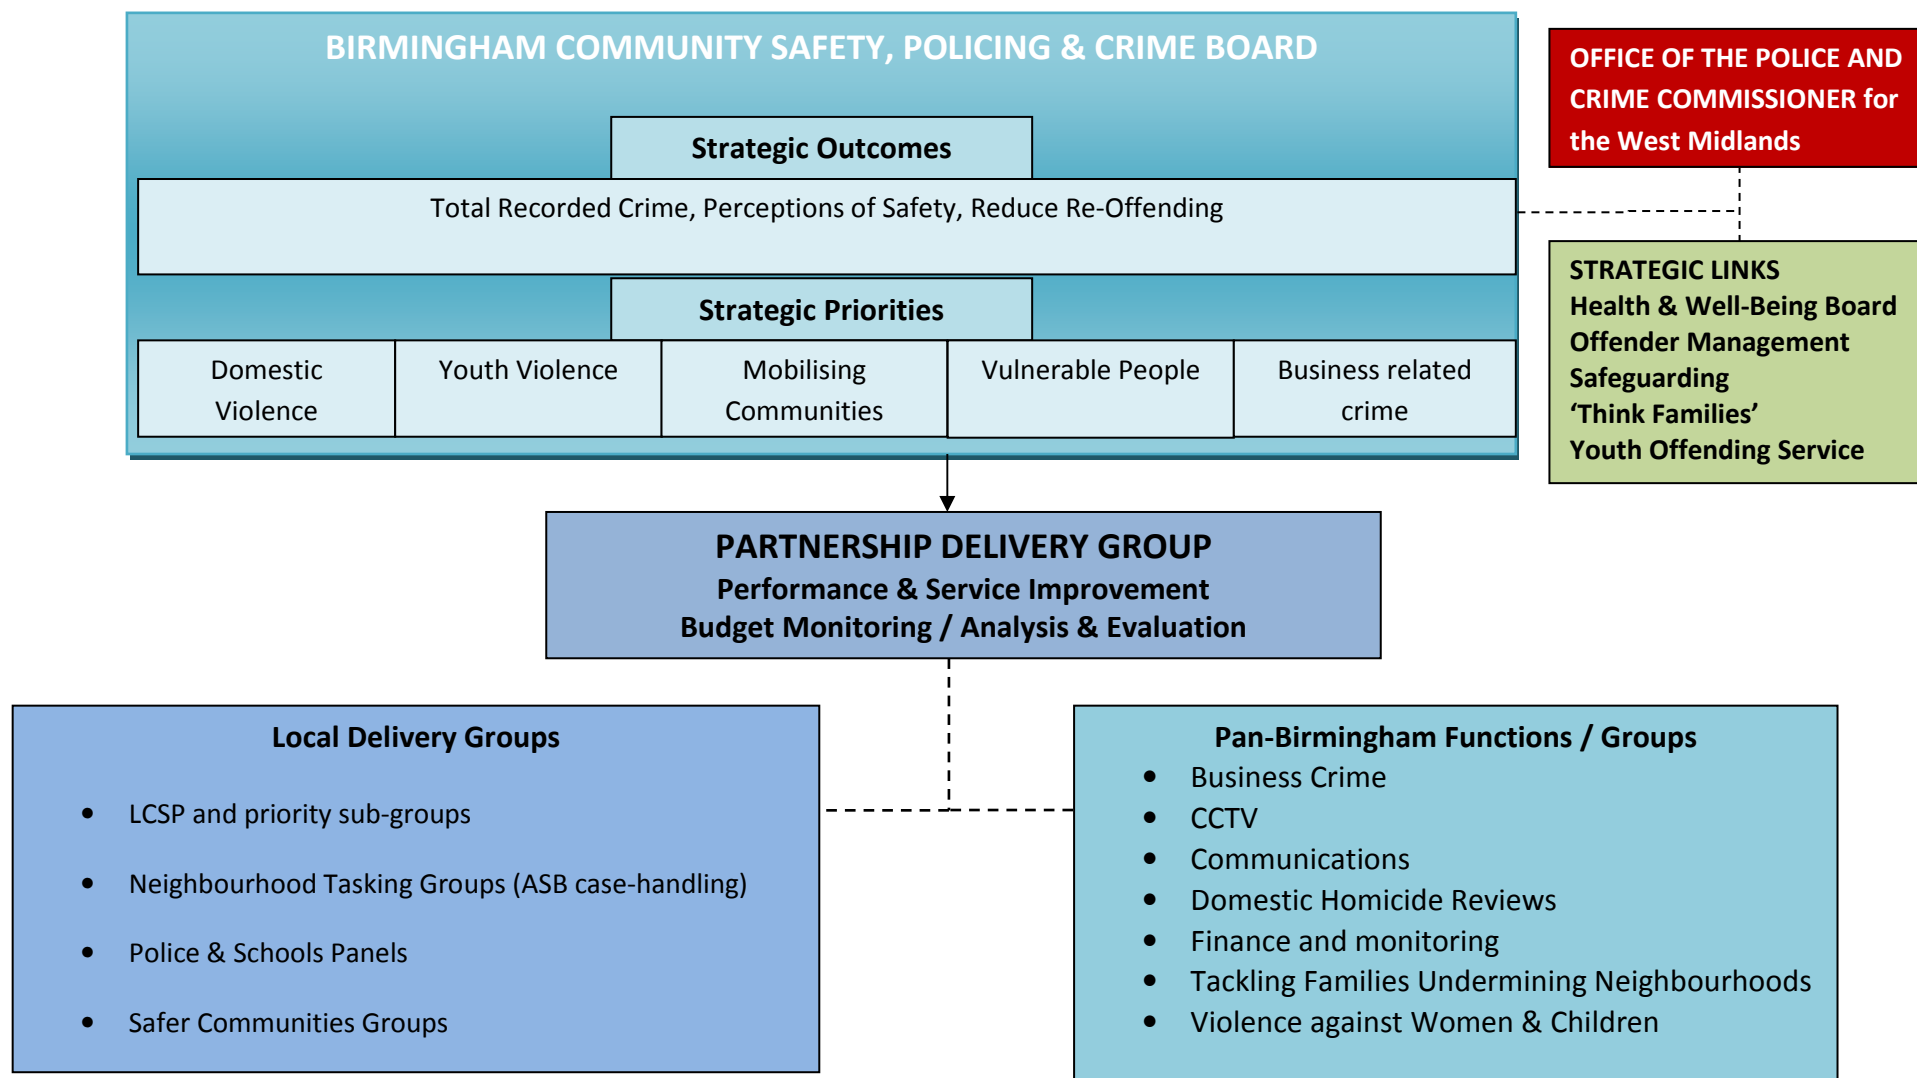 BIRMINGHAM COMMUNITY SAFETY, POLICING & CRIME BOARD
Strategic Outcomes
Total Recorded Crime, Perceptions of Safety, Reduce Re-Offending
Strategic Priorities
Domestic
Violence
Youth Violence
Mobilising
Communities
Vulnerable People
Business related
crime
OFFICE OF THE POLICE AND
CRIME COMMISSIONER for
the West Midlands
STRATEGIC LINKS
Health & Well-Being Board
Offender Management
Safeguarding
‘Think Families’
Youth Offending Service
PARTNERSHIP DELIVERY GROUP
Performance & Service Improvement
Budget Monitoring / Analysis & Evaluation
Local Delivery Groups
• LCSP and priority sub-groups
• Neighbourhood Tasking Groups (ASB case-handling)
• Police & Schools Panels
• Safer Communities Groups
Pan-Birmingham Functions / Groups
• Business Crime
• CCTV
• Communications
• Domestic Homicide Reviews
• Finance and monitoring
• Tackling Families Undermining Neighbourhoods
• Violence against Women & Children